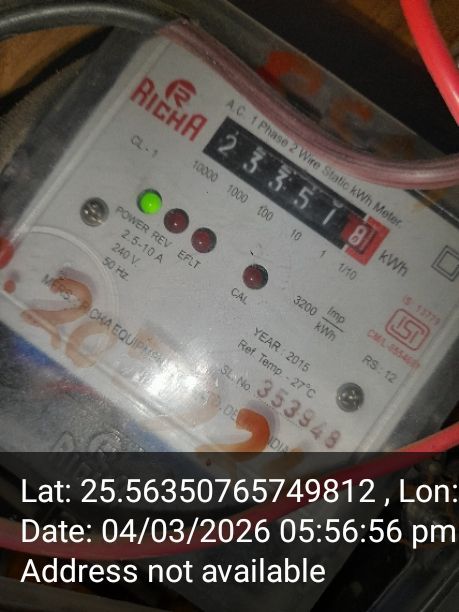 RICHA
A.C. 1 Phase 2 Wire Static kWh Meter
CL-1
2 3 3 5 1 8 kWh
10000 1000 100 10 1 1/10
POWER REV EFLT
CAL
2.5-10 A
240 V.
50 Hz
3200 Imp/kWh
IS: 13779
YEAR: 2015
Ref Temp - 27°C
RS.: 12
SL. No. 353948
Lat: 25.56350765749812 , Lon:
Date: 04/03/2026 05:56:56 pm
Address not available